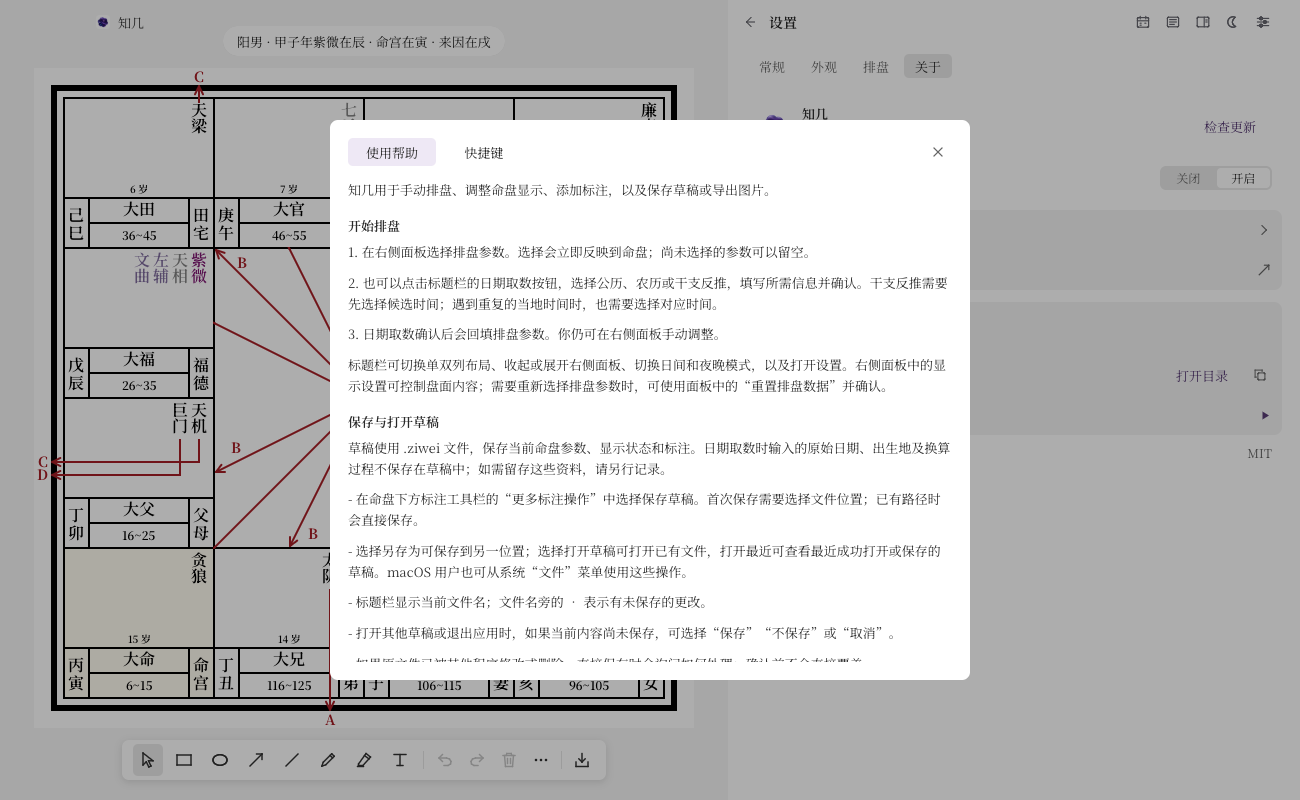 知几
阳男 · 甲子年紫微在辰 · 命宫在寅 · 来因在戌
设置
常规
外观
排盘
关于
知几
检查更新
关闭
开启
打开目录
MIT
C
天梁
6 岁
己巳
大田
36~45
田宅
7 岁
庚午
大官
46~55
廉
文曲
左辅
天相
紫微
戊辰
大福
26~35
福德
B
巨门
天机
B
C
D
丁卯
大父
16~25
父母
B
贪狼
15 岁
丙寅
大命
6~15
命宫
14 岁
丁丑
大兄
116~125
106~115
96~105
A
使用帮助
快捷键
知几用于手动排盘、调整命盘显示、添加标注，以及保存草稿或导出图片。
开始排盘
1. 在右侧面板选择排盘参数。选择会立即反映到命盘；尚未选择的参数可以留空。
2. 也可以点击标题栏的日期取数按钮，选择公历、农历或干支反推，填写所需信息并确认。干支反推需要
先选择候选时间；遇到重复的当地时间时，也需要选择对应时间。
3. 日期取数确认后会回填排盘参数。你仍可在右侧面板手动调整。
标题栏可切换单双列布局、收起或展开右侧面板、切换日间和夜晚模式，以及打开设置。右侧面板中的显
示设置可控制盘面内容；需要重新选择排盘参数时，可使用面板中的“重置排盘数据”并确认。
保存与打开草稿
草稿使用 .ziwei 文件，保存当前命盘参数、显示状态和标注。日期取数时输入的原始日期、出生地及换算
过程不保存在草稿中；如需留存这些资料，请另行记录。
- 在命盘下方标注工具栏的“更多标注操作”中选择保存草稿。首次保存需要选择文件位置；已有路径时
会直接保存。
- 选择另存为可保存到另一位置；选择打开草稿可打开已有文件，打开最近可查看最近成功打开或保存的
草稿。macOS 用户也可从系统“文件”菜单使用这些操作。
- 标题栏显示当前文件名；文件名旁的 · 表示有未保存的更改。
- 打开其他草稿或退出应用时，如果当前内容尚未保存，可选择“保存”“不保存”或“取消”。